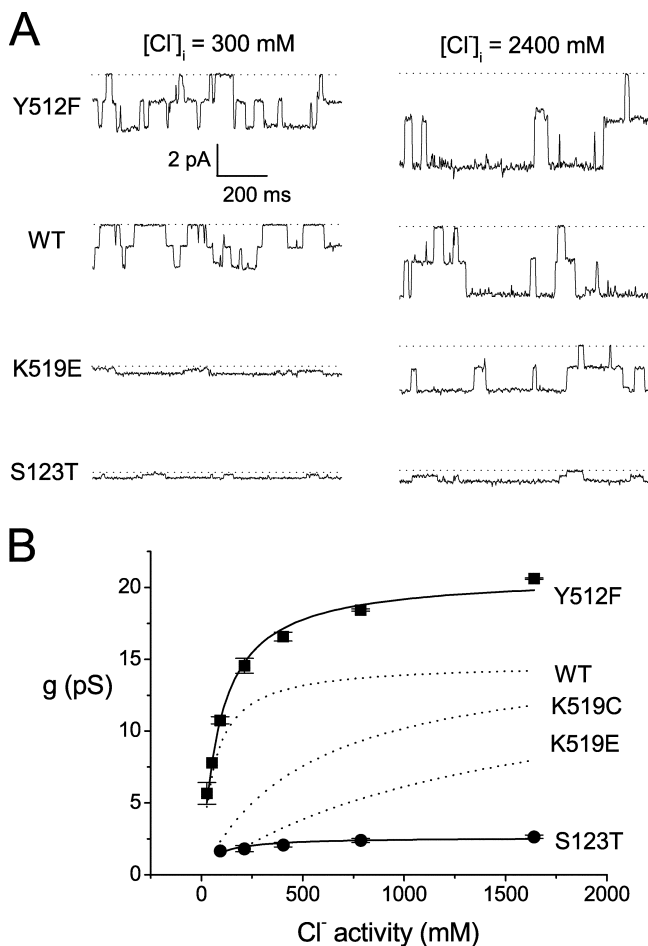 A
[Cl⁻]ᵢ = 300 mM
[Cl⁻]ᵢ = 2400 mM
Y512F
2 pA
200 ms
WT
K519E
S123T
B
20
15
10
5
0
g (pS)
Y512F
WT
K519C
K519E
S123T
0
500
1000
1500
2000
Cl⁻ activity (mM)